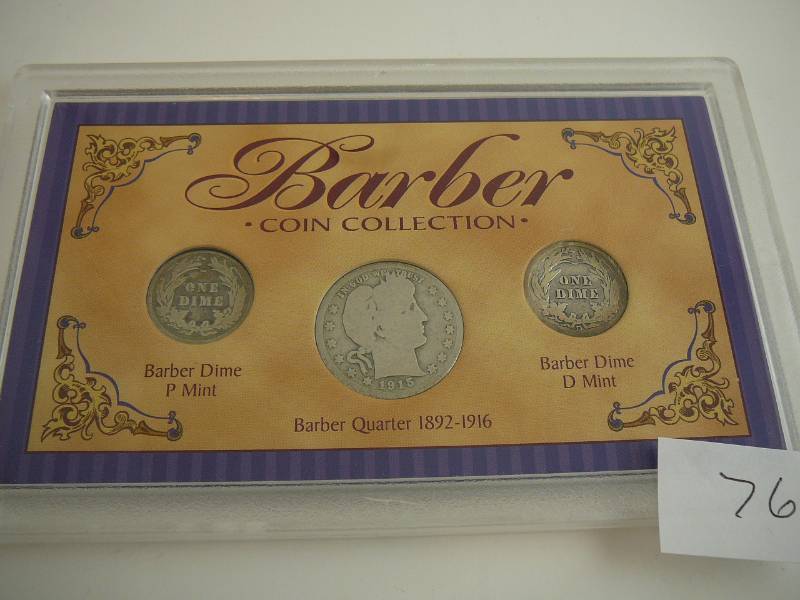 Barber
• COIN COLLECTION •
ONE
DIME
IN GOD WE TRUST
1915
ONE
DIME
Barber Dime
P Mint
Barber Quarter 1892-1916
Barber Dime
D Mint
76